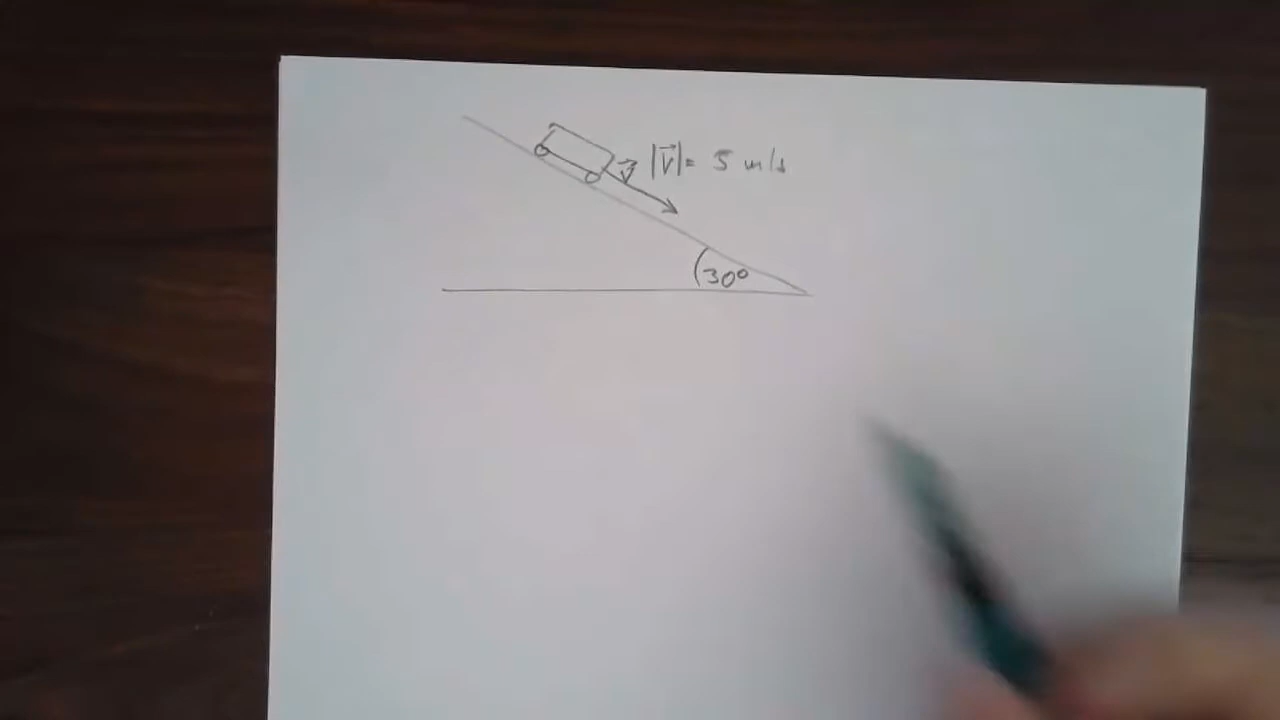 v⃗ |v⃗| = 5 m/s
30°